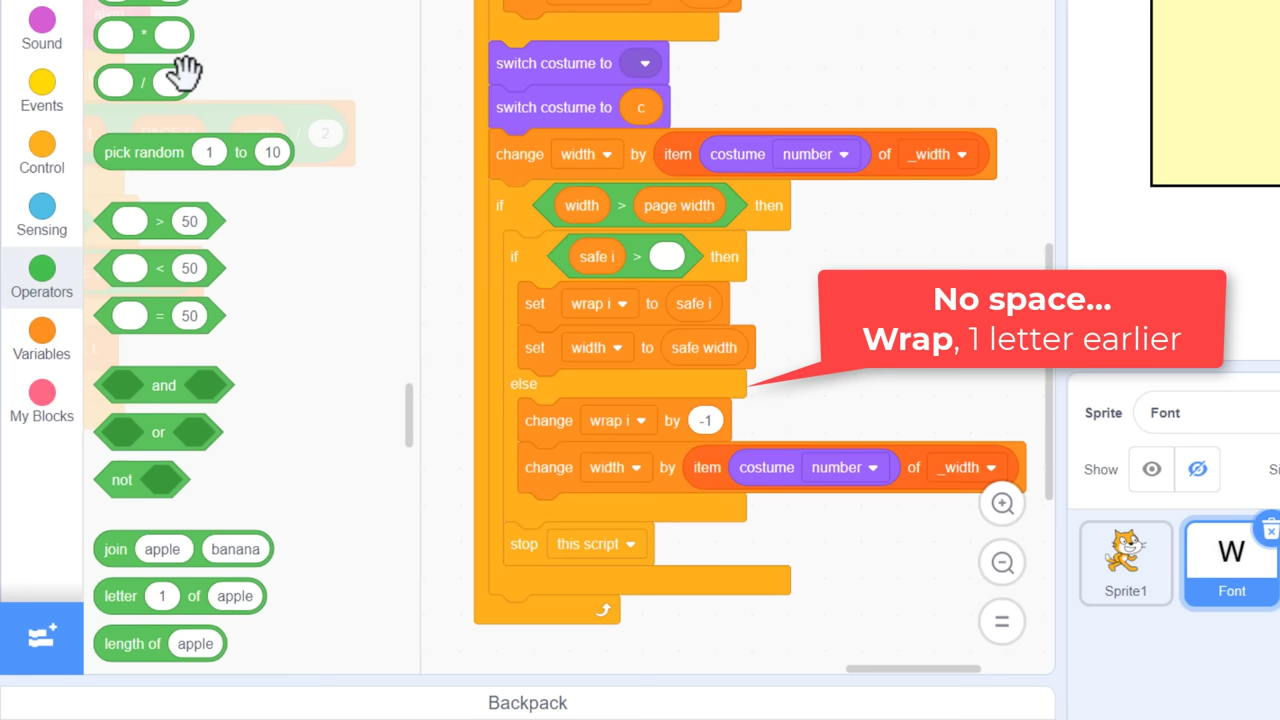 Sound
Events
Control
Sensing
Operators
Variables
My Blocks
*
/
/ 2
pick random 1 to 10
> 50
< 50
= 50
and
or
not
join apple banana
letter 1 of apple
length of apple
switch costume to
switch costume to c
change width by item costume number of _width
if width > page width then
if safe i > then
set wrap i to safe i
set width to safe width
else
change wrap i by -1
change width by item costume number of _width
stop this script
No space...
Wrap, 1 letter earlier
Backpack
Sprite Font
Show
Sprite1
W
Font